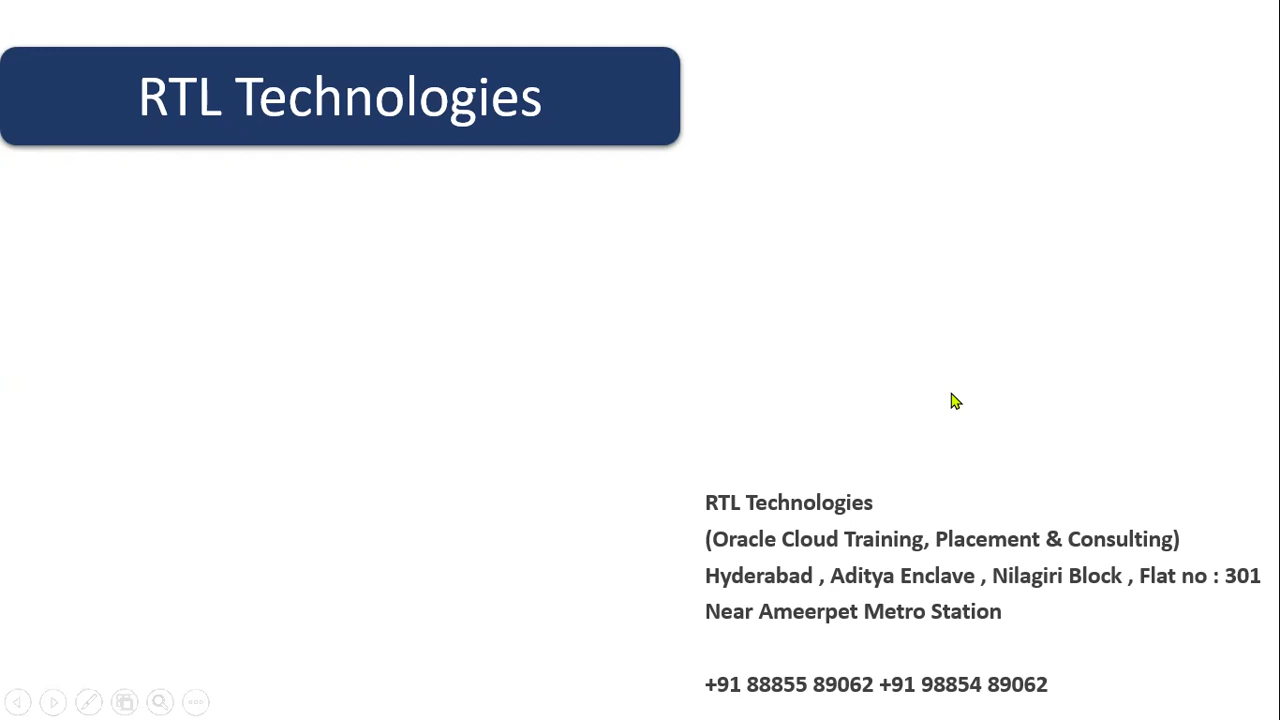 RTL Technologies
RTL Technologies
(Oracle Cloud Training, Placement & Consulting)
Hyderabad , Aditya Enclave , Nilagiri Block , Flat no : 301
Near Ameerpet Metro Station
+91 88855 89062 +91 98854 89062